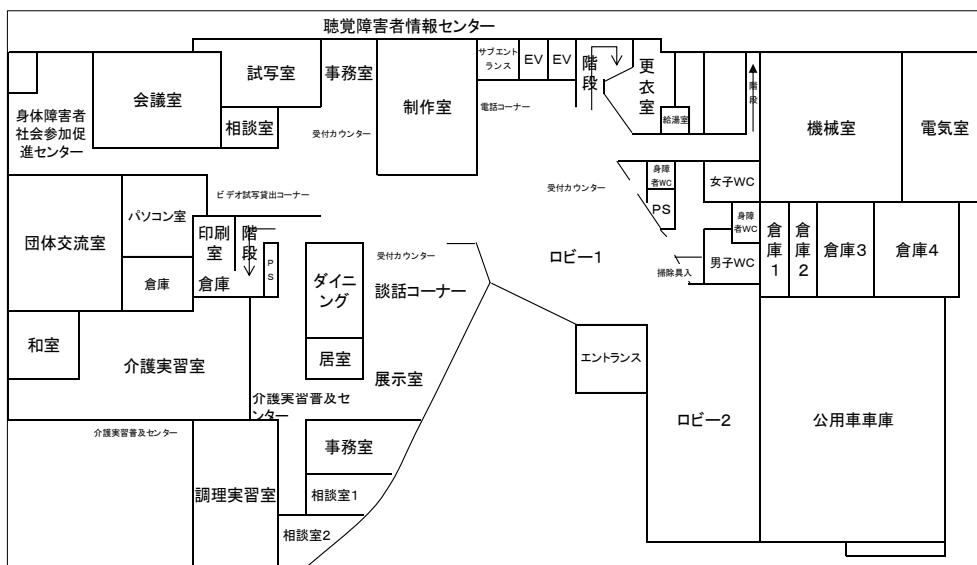 聴覚障害者情報センター
試写室
事務室
サブエント
ランス
EV
EV
階段
更衣室
会議室
制作室
電話コーナー
階段
機械室
電気室
身体障害者
社会参加促
進センター
相談室
受付カウンター
給湯室
ビデオ試写貸出コーナー
受付カウンター
身障
者WC
女子WC
パソコン室
PS
団体交流室
印刷
室
階段
身障
者WC
倉庫1
倉庫2
倉庫3
倉庫4
受付カウンター
ロビー1
男子WC
掃除具入
倉庫
倉庫
PS
ダイニ
ング
談話コーナー
和室
介護実習室
居室
展示室
エントランス
介護実習普及セ
ンター
介護実習普及センター
事務室
ロビー2
公用車車庫
調理実習室
相談室1
相談室2